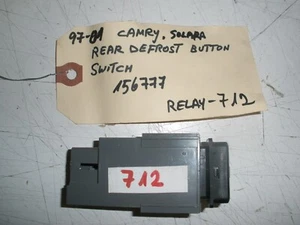 97-01 CAMRY. SOLARA
REAR DEFROST BUTTON
SWITCH
156777
RELAY-712
712